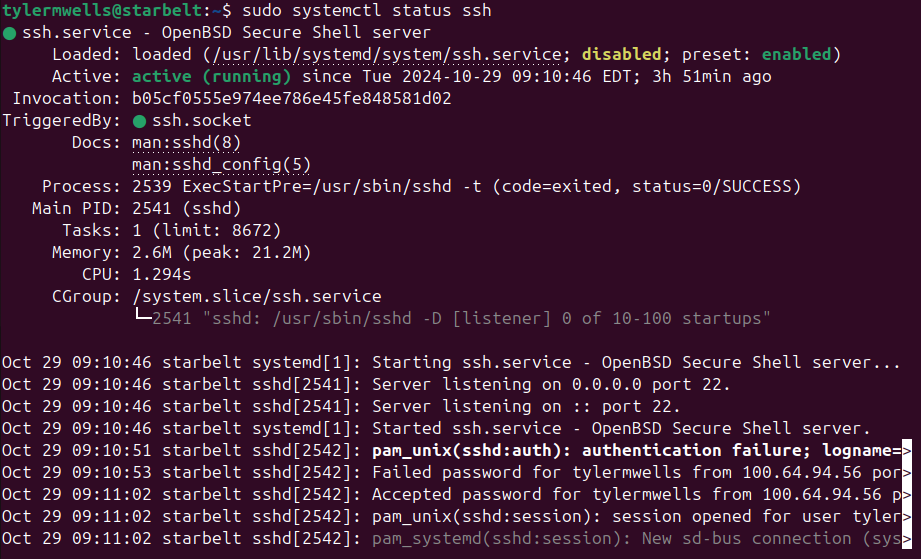 tylermwells@starbelt:~$ sudo systemctl status ssh
● ssh.service - OpenBSD Secure Shell server
     Loaded: loaded (/usr/lib/systemd/system/ssh.service; disabled; preset: enabled)
     Active: active (running) since Tue 2024-10-29 09:10:46 EDT; 3h 51min ago
 Invocation: b05cf0555e974ee786e45fe848581d02
TriggeredBy: ● ssh.socket
       Docs: man:sshd(8)
             man:sshd_config(5)
    Process: 2539 ExecStartPre=/usr/sbin/sshd -t (code=exited, status=0/SUCCESS)
   Main PID: 2541 (sshd)
      Tasks: 1 (limit: 8672)
     Memory: 2.6M (peak: 21.2M)
        CPU: 1.294s
     CGroup: /system.slice/ssh.service
             └─2541 "sshd: /usr/sbin/sshd -D [listener] 0 of 10-100 startups"
Oct 29 09:10:46 starbelt systemd[1]: Starting ssh.service - OpenBSD Secure Shell server...
Oct 29 09:10:46 starbelt sshd[2541]: Server listening on 0.0.0.0 port 22.
Oct 29 09:10:46 starbelt sshd[2541]: Server listening on :: port 22.
Oct 29 09:10:46 starbelt systemd[1]: Started ssh.service - OpenBSD Secure Shell server.
Oct 29 09:10:51 starbelt sshd[2542]: pam_unix(sshd:auth): authentication failure; logname=>
Oct 29 09:10:53 starbelt sshd[2542]: Failed password for tylermwells from 100.64.94.56 por>
Oct 29 09:11:02 starbelt sshd[2542]: Accepted password for tylermwells from 100.64.94.56 p>
Oct 29 09:11:02 starbelt sshd[2542]: pam_unix(sshd:session): session opened for user tyler>
Oct 29 09:11:02 starbelt sshd[2542]: pam_systemd(sshd:session): New sd-bus connection (sys>